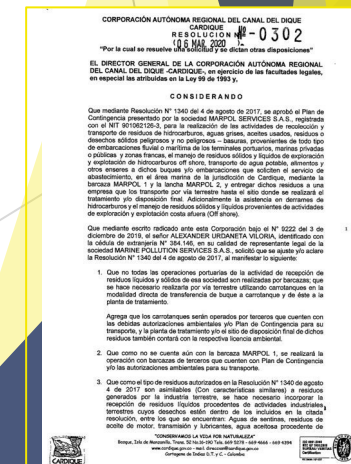 CORPORACIÓN AUTÓNOMA REGIONAL DEL CANAL DEL DIQUE
CARDIQUE
RESOLUCION Nº - 0302
(06 MAR. 2020)
"Por la cual se resuelve una solicitud y se dictan otras disposiciones"
EL DIRECTOR GENERAL DE LA CORPORACIÓN AUTÓNOMA REGIONAL
DEL CANAL DEL DIQUE -CARDIQUE-, en ejercicio de las facultades legales,
en especial las atribuidas en la Ley 99 de 1993 y,
CONSIDERANDO
Que mediante Resolución N° 1340 del 4 de agosto de 2017, se aprobó el Plan de
Contingencia presentado por la sociedad MARPOL SERVICES S.A.S., registrada
con el NIT 901062126-3, para la realización de las actividades de recolección y
transporte de residuos de hidrocarburos, aguas grises, aceites usados, residuos o
desechos sólidos peligrosos y no peligrosos – basuras, provenientes de todo tipo
de embarcaciones fluvial o marítima de los terminales portuarios, marinas privadas
o públicas y zonas francas, el manejo de residuos sólidos y líquidos de exploración
y explotación de hidrocarburos off shore, transporte de agua potable, alimentos y
otros enseres a dichos buques y/o embarcaciones que soliciten el servicio de
abastecimiento, en el área marina de la jurisdicción de Cardique, mediante la
barcaza MARPOL 1 y la lancha MARPOL 2, y entregar dichos residuos a una
empresa que los transporte por vía terrestre hasta el sitio donde se realizará el
tratamiento y/o disposición final. Adicionalmente la asistencia en derrames de
hidrocarburos y el manejo de residuos sólidos y líquidos provenientes de actividades
de exploración y explotación costa afuera (Off shore).
Que mediante escrito radicado ante esta Corporación bajo el N° 9222 del 3 de
diciembre de 2019, el señor ALEXANDER URDANETA VILORIA, identificado con
la cédula de extranjería N° 384.146, en su calidad de representante legal de la
sociedad MARINE POLLUTION SERVICES S.A.S., solicitó que se ajuste y/o aclare
la Resolución N° 1340 del 4 de agosto de 2017, al manifestar lo siguiente:
1. Que no todas las operaciones portuarias de la actividad de recepción de
residuos líquidos y sólidos de esa sociedad son realizadas por barcazas; que
se hace necesario realizarla por vía terrestre utilizando carrotanques en la
modalidad directa de transferencia de buque a carrotanque y de éste a la
planta de tratamiento.
Agrega que los carrotanques serán operados por terceros que cuenten con
las debidas autorizaciones ambientales y/o Plan de Contingencia para su
transporte, y la planta de tratamiento y/o el sitio de disposición final de dichos
residuos también contará con la respectiva licencia ambiental.
2. Que como no se cuenta aún con la barcaza MARPOL 1, se realizará la
operación con barcazas de terceros que cuenten con Plan de Contingencia
y/o las autorizaciones ambientales para su transporte.
3. Que como el tipo de residuos autorizados en la Resolución N° 1340 de agosto
4 de 2017 son asimilables (Con características similares) a residuos
generados por la industria terrestre, se hace necesario incorporar la
recepción de residuos líquidos procedentes de actividades industriales
terrestres cuyos desechos estén dentro de los incluidos en la citada
resolución, entre los que se encuentran: Aguas de sentinas, residuos de
aceite de motor, transmisión y lubricantes, agua aceitosa procedente de
"CONSERVAMOS LA VIDA POR NATURALEZA"
CARDIQUE
Cartagena de Indias D.T. y C. - Colombia